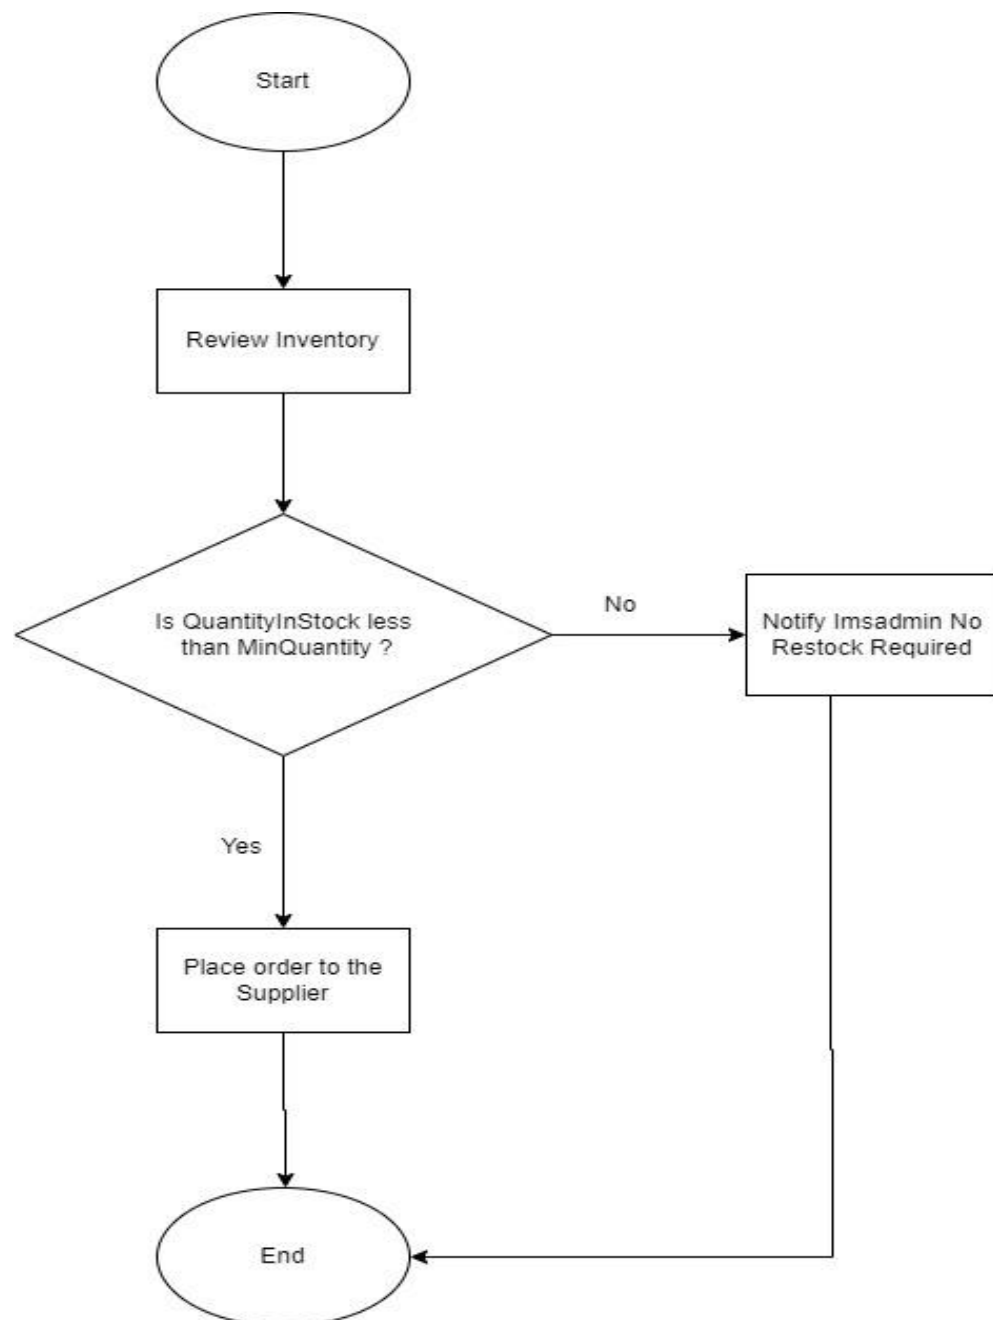 Start
Review Inventory
Is QuantityInStock less
than MinQuantity ?
No
Notify Imsadmin No
Restock Required
Yes
Place order to the
Supplier
End